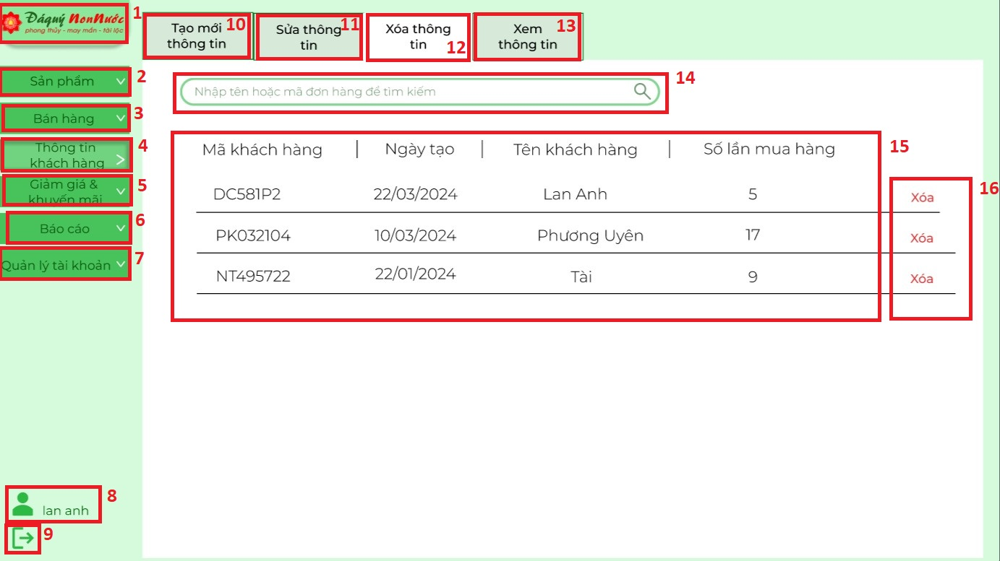 Đáquý NonNước
phong thủy - may mắn - tài lộc
1
Sản phẩm
2
Bán hàng
3
Thông tin
khách hàng
4
Giảm giá &
khuyến mãi
5
Báo cáo
6
Quản lý tài khoản
7
lan anh
8
9
Tạo mới
thông tin
10
Sửa thông
tin
11
Xóa thông
tin
12
Xem
thông tin
13
Nhập tên hoặc mã đơn hàng để tìm kiếm
14
Mã khách hàng | Ngày tạo | Tên khách hàng | Số lần mua hàng
15
DC581P2 22/03/2024 Lan Anh 5 Xóa
16
PK032104 10/03/2024 Phương Uyên 17 Xóa
NT495722 22/01/2024 Tài 9 Xóa